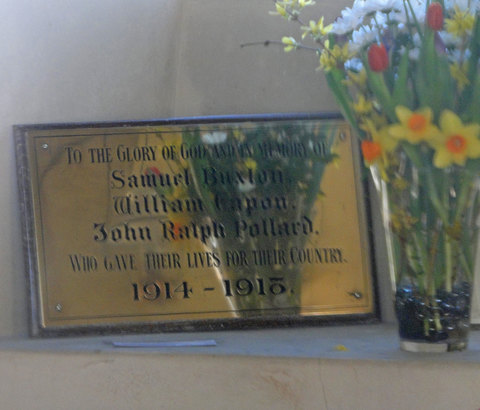 To the Glory of God and in memory of
Samuel Buxton.
William Capon.
John Ralph Pollard.
Who gave their lives for their Country.
1914 - 1918.